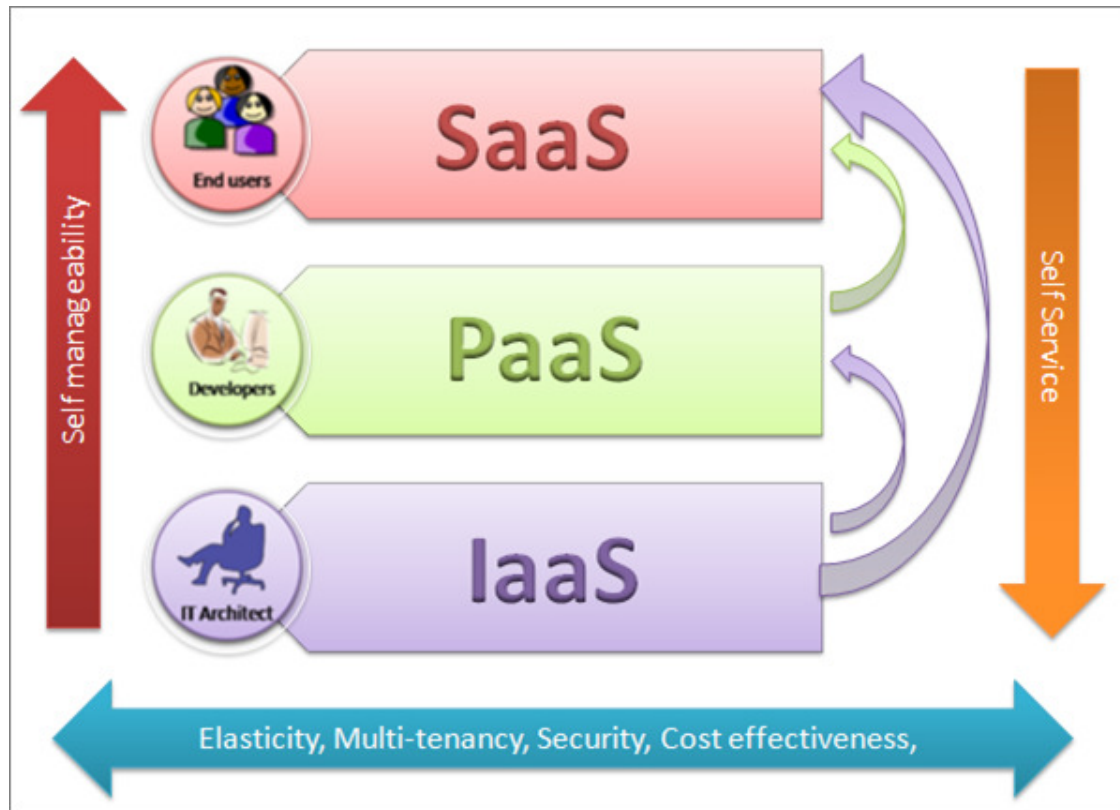 SaaS
End users
PaaS
Developers
IaaS
IT Architect
Self manageability
Self Service
Elasticity, Multi-tenancy, Security, Cost effectiveness,